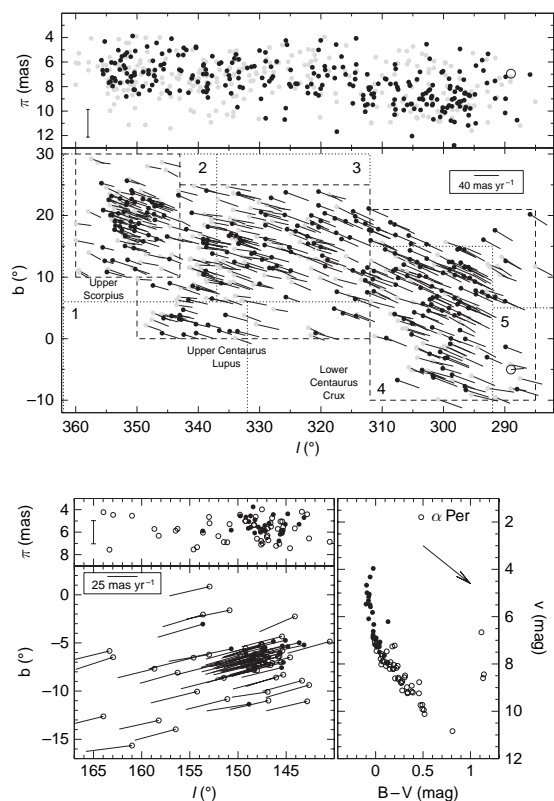 4
6
8
10
12
π (mas)
30
20
10
0
−10
b (°)
2
3
40 mas yr⁻¹
Upper
Scorpius
1
Upper Centaurus
Lupus
Lower
Centaurus
Crux
4
5
360 350 340 330 320 310 300 290
l (°)
4
6
8
π (mas)
25 mas yr⁻¹
0
−5
−10
−15
b (°)
165 160 155 150 145
l (°)
α Per
2
4
6
8
10
12
v (mag)
0 0.5 1
B−V (mag)